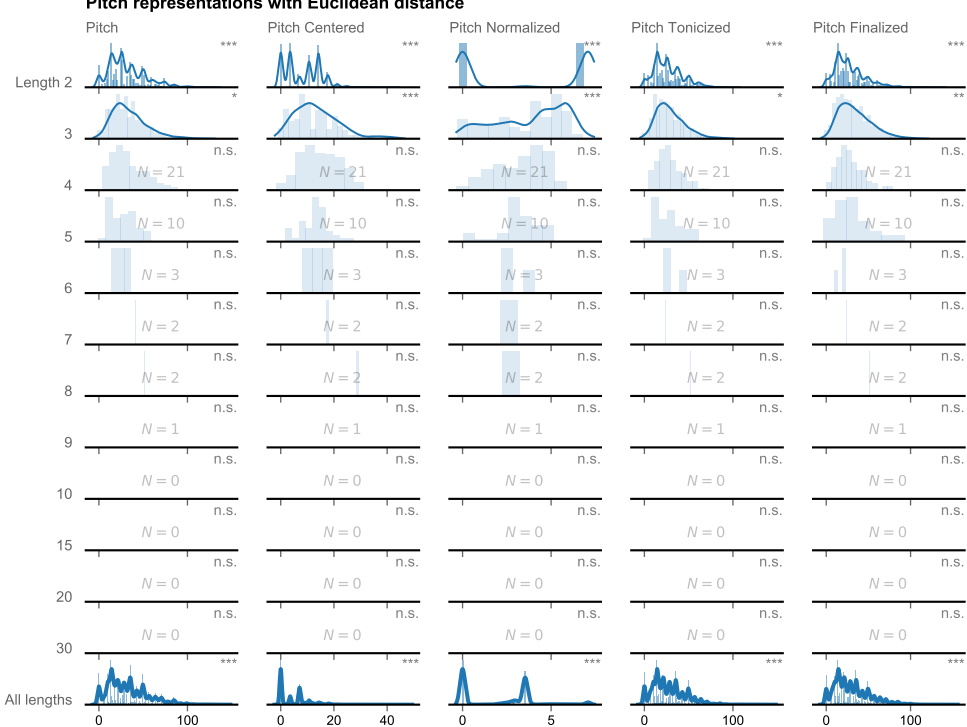 Pitch representations with Euclidean distance
Pitch Pitch Centered Pitch Normalized Pitch Tonicized Pitch Finalized
Length 2 *** *** *** *** ***
3 * *** *** * **
4 N = 21 n.s. N = 21 n.s. N = 21 n.s. N = 21 n.s. N = 21 n.s.
5 N = 10 n.s. N = 10 n.s. N = 10 n.s. N = 10 n.s. N = 10 n.s.
6 N = 3 n.s. N = 3 n.s. N = 3 n.s. N = 3 n.s. N = 3 n.s.
7 N = 2 n.s. N = 2 n.s. N = 2 n.s. N = 2 n.s. N = 2 n.s.
8 N = 2 n.s. N = 2 n.s. N = 2 n.s. N = 2 n.s. N = 2 n.s.
9 N = 1 n.s. N = 1 n.s. N = 1 n.s. N = 1 n.s. N = 1 n.s.
10 N = 0 n.s. N = 0 n.s. N = 0 n.s. N = 0 n.s. N = 0 n.s.
15 N = 0 n.s. N = 0 n.s. N = 0 n.s. N = 0 n.s. N = 0 n.s.
20 N = 0 n.s. N = 0 n.s. N = 0 n.s. N = 0 n.s. N = 0 n.s.
30 N = 0 n.s. N = 0 n.s. N = 0 n.s. N = 0 n.s. N = 0 n.s.
All lengths *** *** *** *** ***
0 100 0 20 40 0 5 0 100 0 100